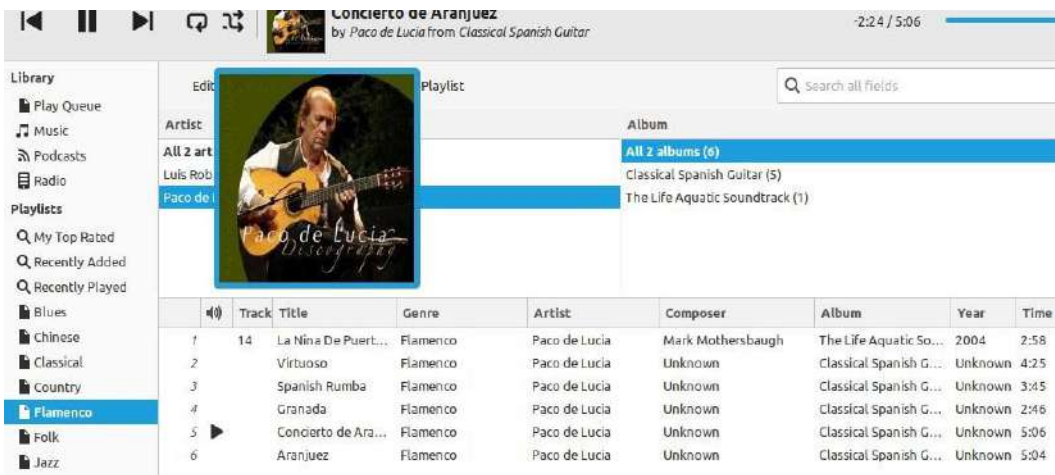 Concierto de Aranjuez
by Paco de Lucia from Classical Spanish Guitar
-2:24 / 5:06
Library
Play Queue
Music
Podcasts
Radio
Playlists
My Top Rated
Recently Added
Recently Played
Blues
Chinese
Classical
Country
Flamenco
Folk
Jazz
Edit Playlist
Search all fields
Artist
All 2 art
Luis Rob
Paco de
Album
All 2 albums (6)
Classical Spanish Guitar (5)
The Life Aquatic Soundtrack (1)
Paco de Lucia
Discography
Track Title Genre Artist Composer Album Year Time
1 14 La Nina De Puert... Flamenco Paco de Lucia Mark Mothersbaugh The Life Aquatic So... 2004 2:58
2 Virtuoso Flamenco Paco de Lucia Unknown Classical Spanish G... Unknown 4:25
3 Spanish Rumba Flamenco Paco de Lucia Unknown Classical Spanish G... Unknown 3:45
4 Granada Flamenco Paco de Lucia Unknown Classical Spanish G... Unknown 2:46
5 Concierto de Ara... Flamenco Paco de Lucia Unknown Classical Spanish G... Unknown 5:06
6 Aranjuez Flamenco Paco de Lucia Unknown Classical Spanish G... Unknown 5:04